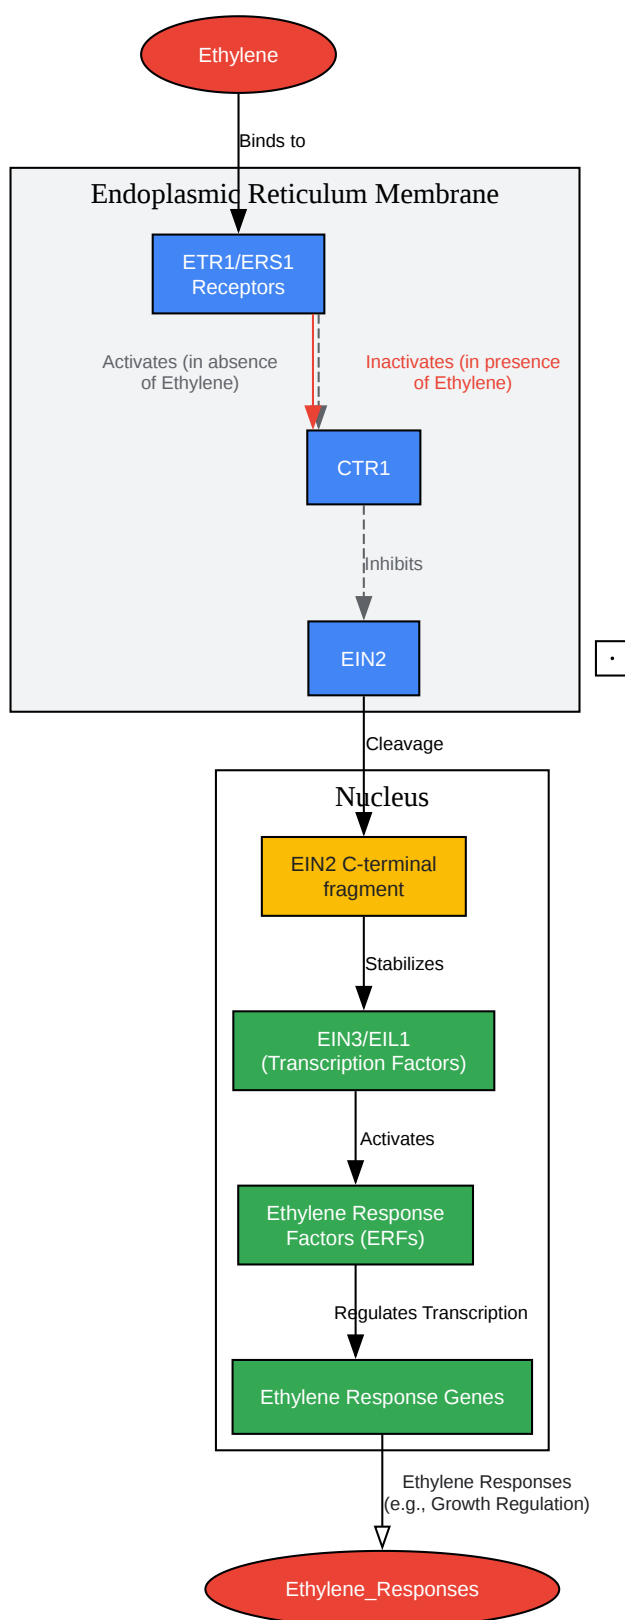 Ethylene
Binds to
Endoplasmic Reticulum Membrane
ETR1/ERS1
Receptors
Activates (in absence
of Ethylene)
Inactivates (in presence
of Ethylene)
CTR1
Inhibits
EIN2
Cleavage
Nucleus
EIN2 C-terminal
fragment
Stabilizes
EIN3/EIL1
(Transcription Factors)
Activates
Ethylene Response
Factors (ERFs)
Regulates Transcription
Ethylene Response Genes
Ethylene Responses
(e.g., Growth Regulation)
Ethylene_Responses